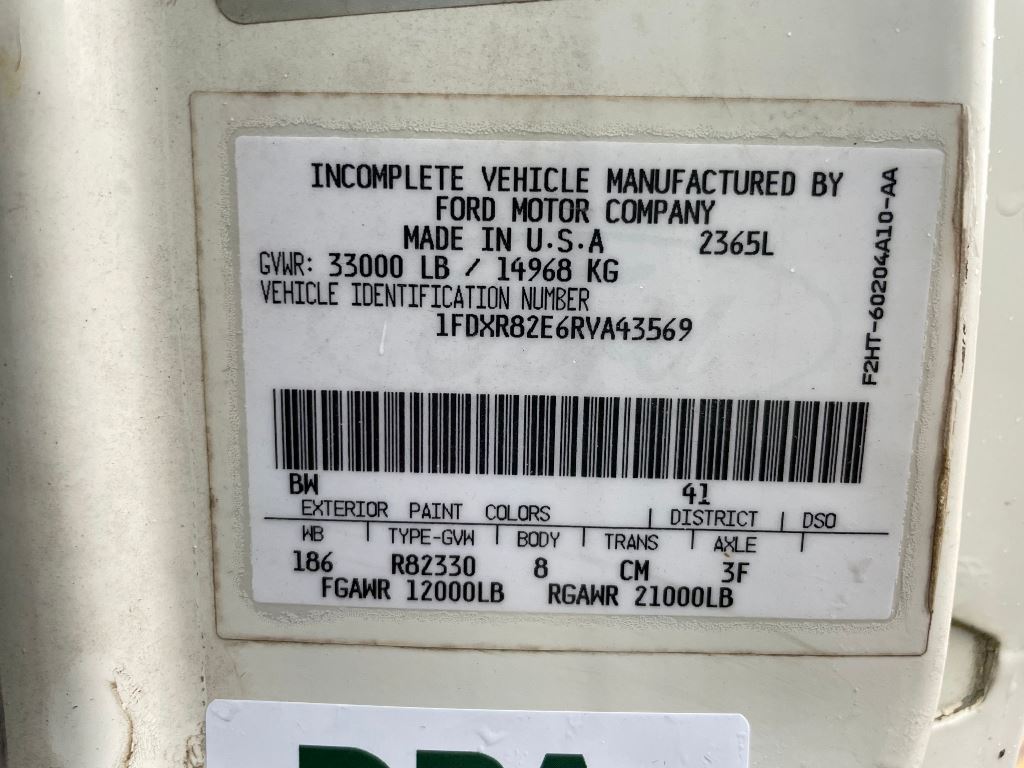 INCOMPLETE VEHICLE MANUFACTURED BY
FORD MOTOR COMPANY
MADE IN U.S.A 2365L
GVWR: 33000 LB / 14968 KG
VEHICLE IDENTIFICATION NUMBER
1FDXR82E6RVA43569
F2HT-60204A10-AA
BW 41
EXTERIOR PAINT COLORS DISTRICT DSO
WB TYPE-GVW BODY TRANS AXLE
186 R82330 8 CM 3F
FGAWR 12000LB RGAWR 21000LB